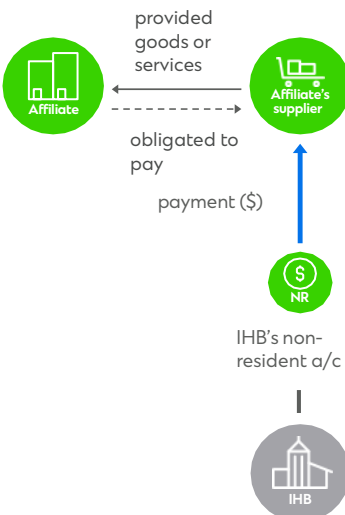 provided
goods or
services
Affiliate
Affiliate's
supplier
obligated to
pay
payment ($)
$
NR
IHB's non-
resident a/c
IHB